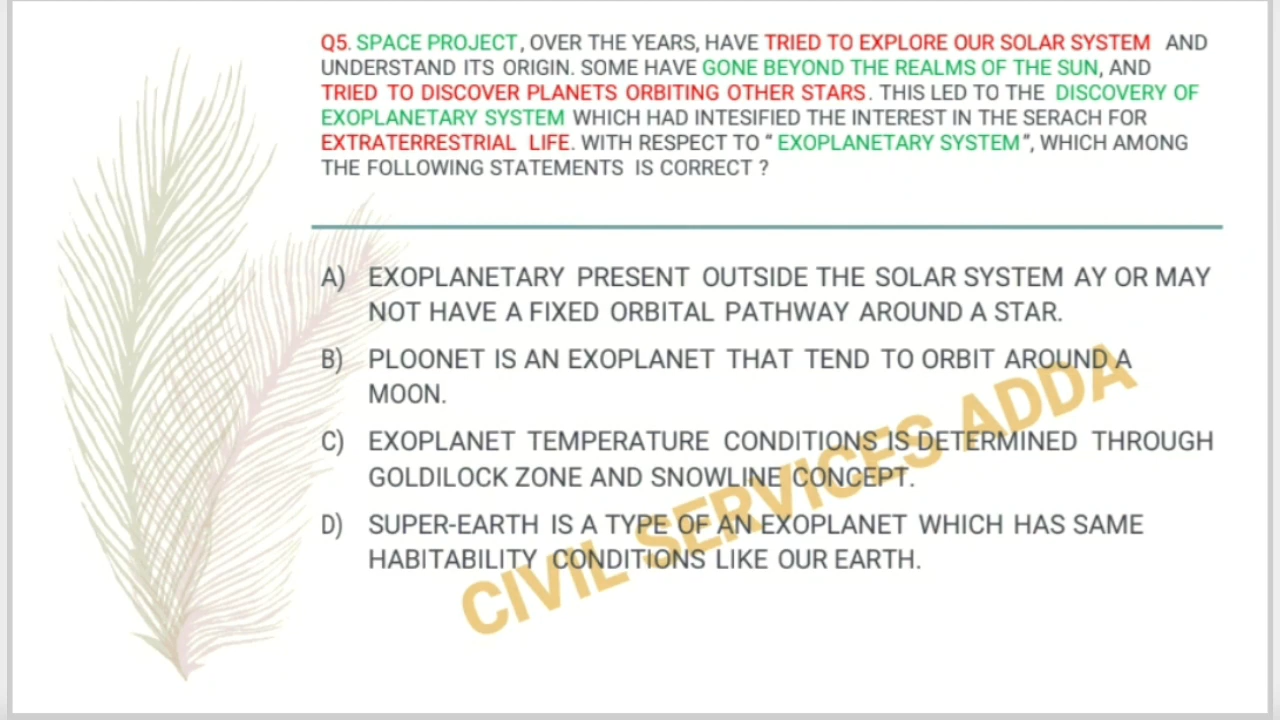 Q5. SPACE PROJECT, OVER THE YEARS, HAVE TRIED TO EXPLORE OUR SOLAR SYSTEM AND
UNDERSTAND ITS ORIGIN. SOME HAVE GONE BEYOND THE REALMS OF THE SUN, AND
TRIED TO DISCOVER PLANETS ORBITING OTHER STARS. THIS LED TO THE DISCOVERY OF
EXOPLANETARY SYSTEM WHICH HAD INTESIFIED THE INTEREST IN THE SERACH FOR
EXTRATERRESTRIAL LIFE. WITH RESPECT TO “ EXOPLANETARY SYSTEM”, WHICH AMONG
THE FOLLOWING STATEMENTS IS CORRECT ?
A) EXOPLANETARY PRESENT OUTSIDE THE SOLAR SYSTEM AY OR MAY
NOT HAVE A FIXED ORBITAL PATHWAY AROUND A STAR.
B) PLOONET IS AN EXOPLANET THAT TEND TO ORBIT AROUND A
MOON.
C) EXOPLANET TEMPERATURE CONDITIONS IS DETERMINED THROUGH
GOLDILOCK ZONE AND SNOWLINE CONCEPT.
D) SUPER-EARTH IS A TYPE OF AN EXOPLANET WHICH HAS SAME
HABITABILITY CONDITIONS LIKE OUR EARTH.
CIVIL SERVICES ADDA